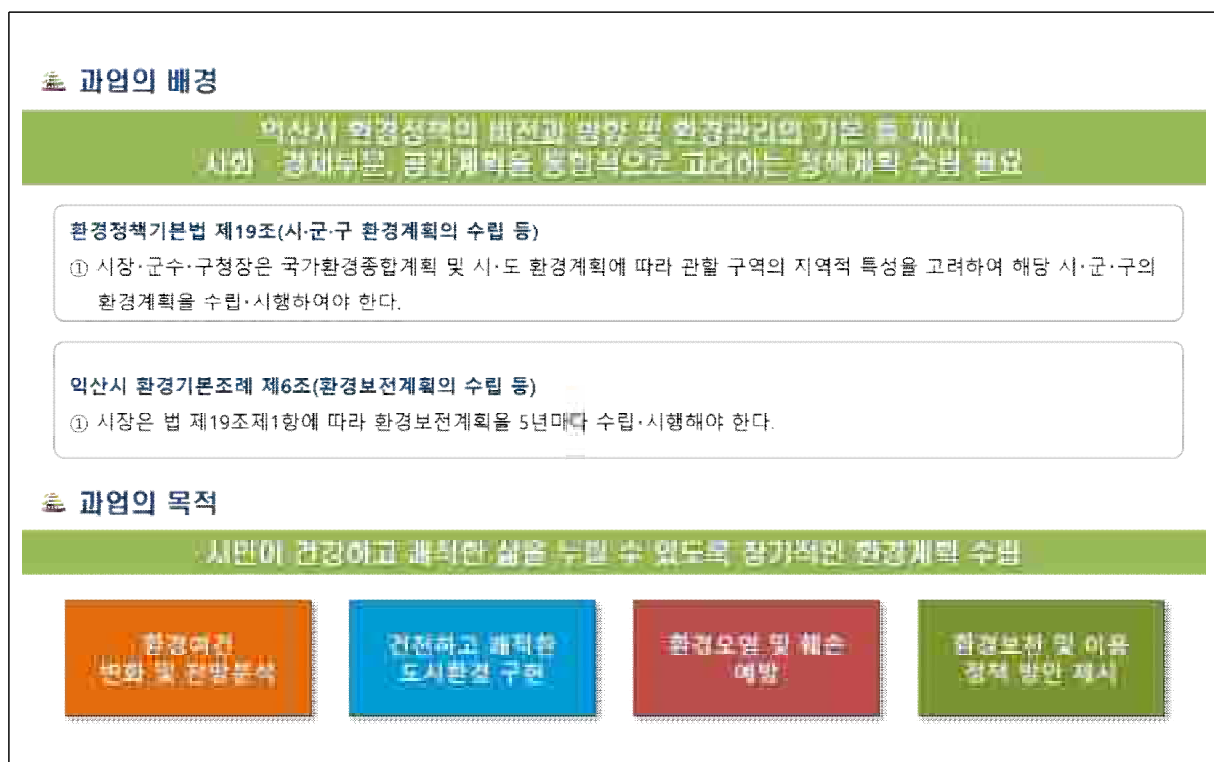 과업의 배경
익산시 환경정책의 비전과 방향 및 환경관리의 기본 틀 제시
사회 경제부문, 공간계획을 통합적으로 고려하는 정책계획 수립 필요
환경정책기본법 제19조(시·군·구 환경계획의 수립 등)
① 시장·군수·구청장은 국가환경종합계획 및 시·도 환경계획에 따라 관할 구역의 지역적 특성을 고려하여 해당 시·군·구의
환경계획을 수립·시행하여야 한다.
익산시 환경기본조례 제6조(환경보전계획의 수립 등)
① 시장은 법 제19조제1항에 따라 환경보전계획을 5년마다 수립·시행해야 한다.
과업의 목적
시민이 건강하고 쾌적한 삶을 누릴 수 있도록 장기적인 환경계획 수립
환경여건
변화 및 전망분석
건전하고 쾌적한
도시환경 구현
환경오염 및 훼손
예방
환경보전 및 이용
정책 방안 제시